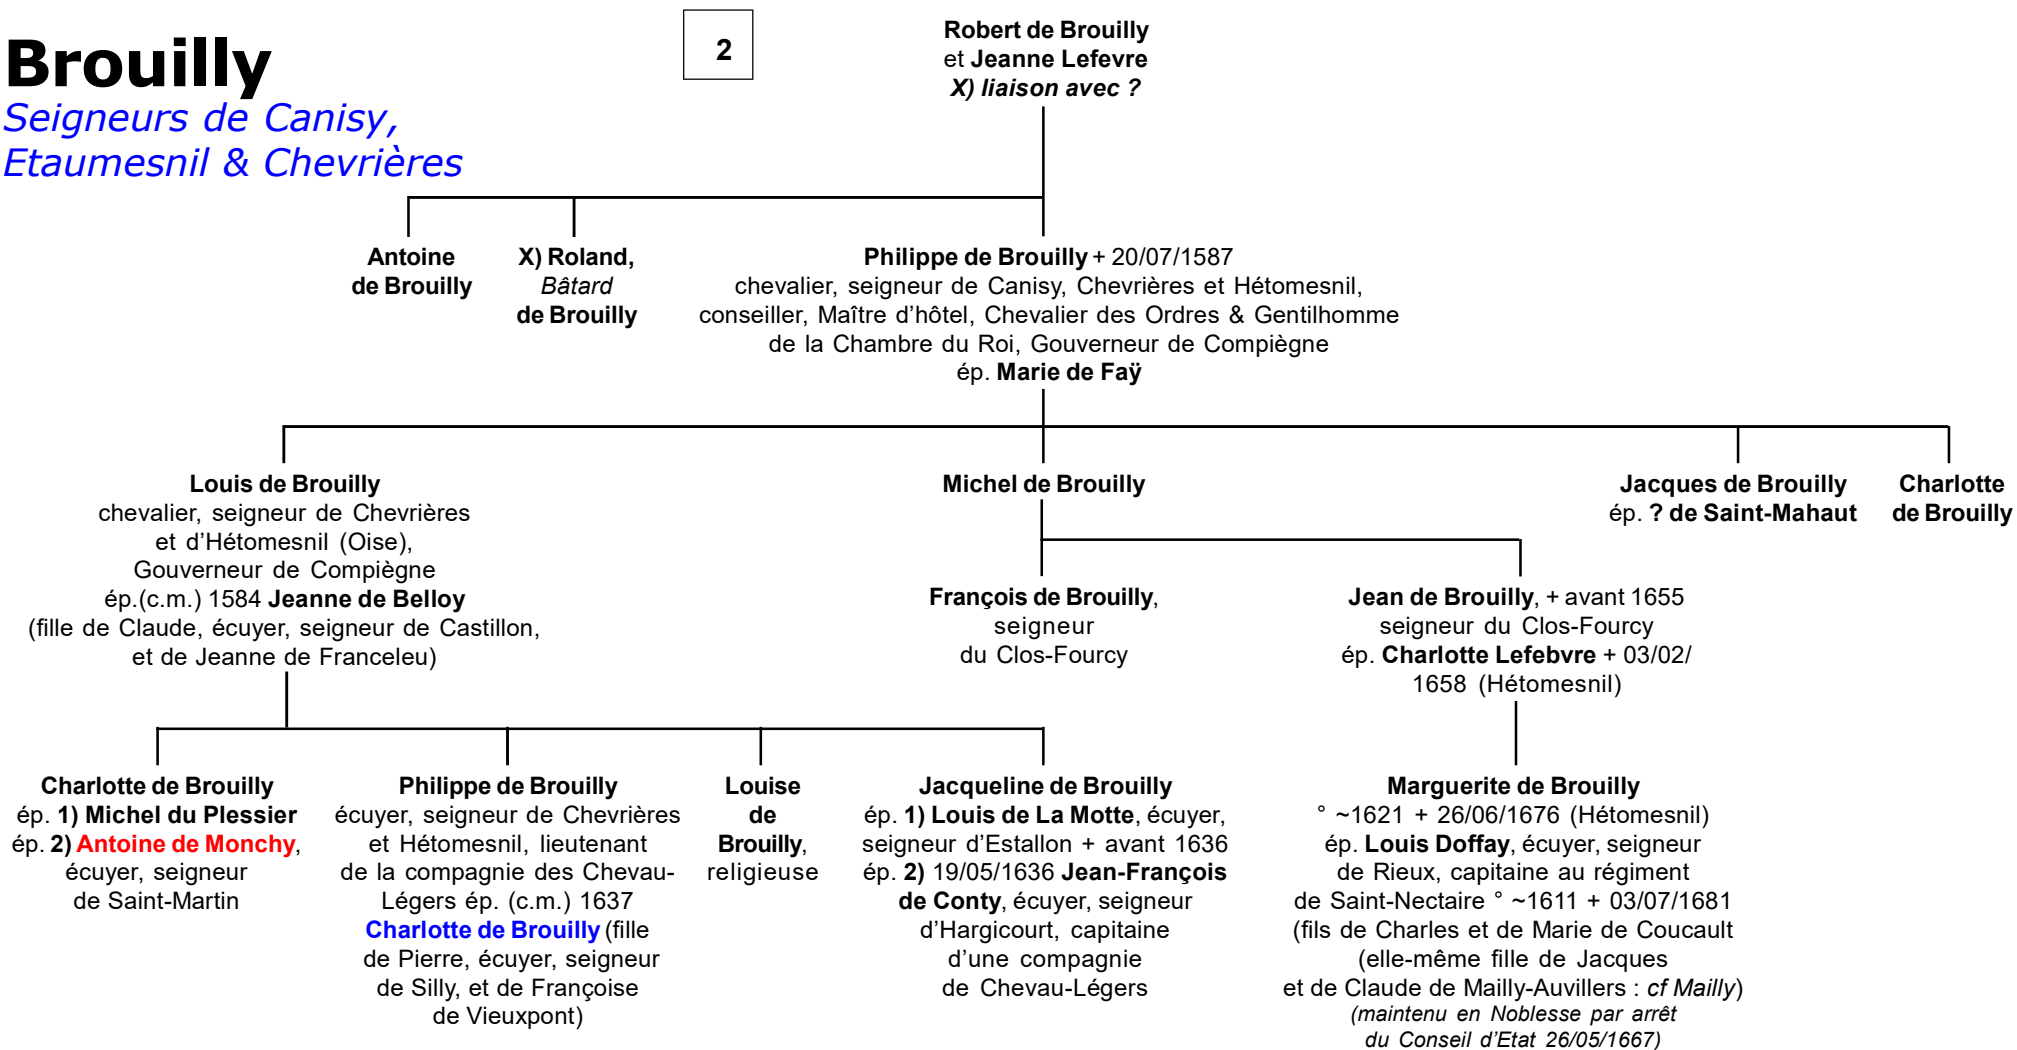 Brouilly
Seigneurs de Canisy,
Etaumesnil & Chevrières
2
Robert de Brouilly
et Jeanne Lefevre
X) liaison avec ?
Antoine
de Brouilly
X) Roland,
Bâtard
de Brouilly
Philippe de Brouilly + 20/07/1587
chevalier, seigneur de Canisy, Chevrières et Hétomesnil,
conseiller, Maître d'hôtel, Chevalier des Ordres & Gentilhomme
de la Chambre du Roi, Gouverneur de Compiègne
ép. Marie de Faÿ
Louis de Brouilly
chevalier, seigneur de Chevrières
et d'Hétomesnil (Oise),
Gouverneur de Compiègne
ép.(c.m.) 1584 Jeanne de Belloy
(fille de Claude, écuyer, seigneur de Castillon,
et de Jeanne de Franceleu)
Michel de Brouilly
Jacques de Brouilly
ép. ? de Saint-Mahaut
Charlotte
de Brouilly
François de Brouilly,
seigneur
du Clos-Fourcy
Jean de Brouilly, + avant 1655
seigneur du Clos-Fourcy
ép. Charlotte Lefebvre + 03/02/
1658 (Hétomesnil)
Charlotte de Brouilly
ép. 1) Michel du Plessier
ép. 2) Antoine de Monchy,
écuyer, seigneur
de Saint-Martin
Philippe de Brouilly
écuyer, seigneur de Chevrières
et Hétomesnil, lieutenant
de la compagnie des Chevau-
Légers ép. (c.m.) 1637
Charlotte de Brouilly (fille
de Pierre, écuyer, seigneur
de Silly, et de Françoise
de Vieuxpont)
Louise
de
Brouilly,
religieuse
Jacqueline de Brouilly
ép. 1) Louis de La Motte, écuyer,
seigneur d'Estallon + avant 1636
ép. 2) 19/05/1636 Jean-François
de Conty, écuyer, seigneur
d'Hargicourt, capitaine
d'une compagnie
de Chevau-Légers
Marguerite de Brouilly
° ~1621 + 26/06/1676 (Hétomesnil)
ép. Louis Doffay, écuyer, seigneur
de Rieux, capitaine au régiment
de Saint-Nectaire ° ~1611 + 03/07/1681
(fils de Charles et de Marie de Coucault
(elle-même fille de Jacques
et de Claude de Mailly-Auvillers : cf Mailly)
(maintenu en Noblesse par arrêt
du Conseil d'Etat 26/05/1667)